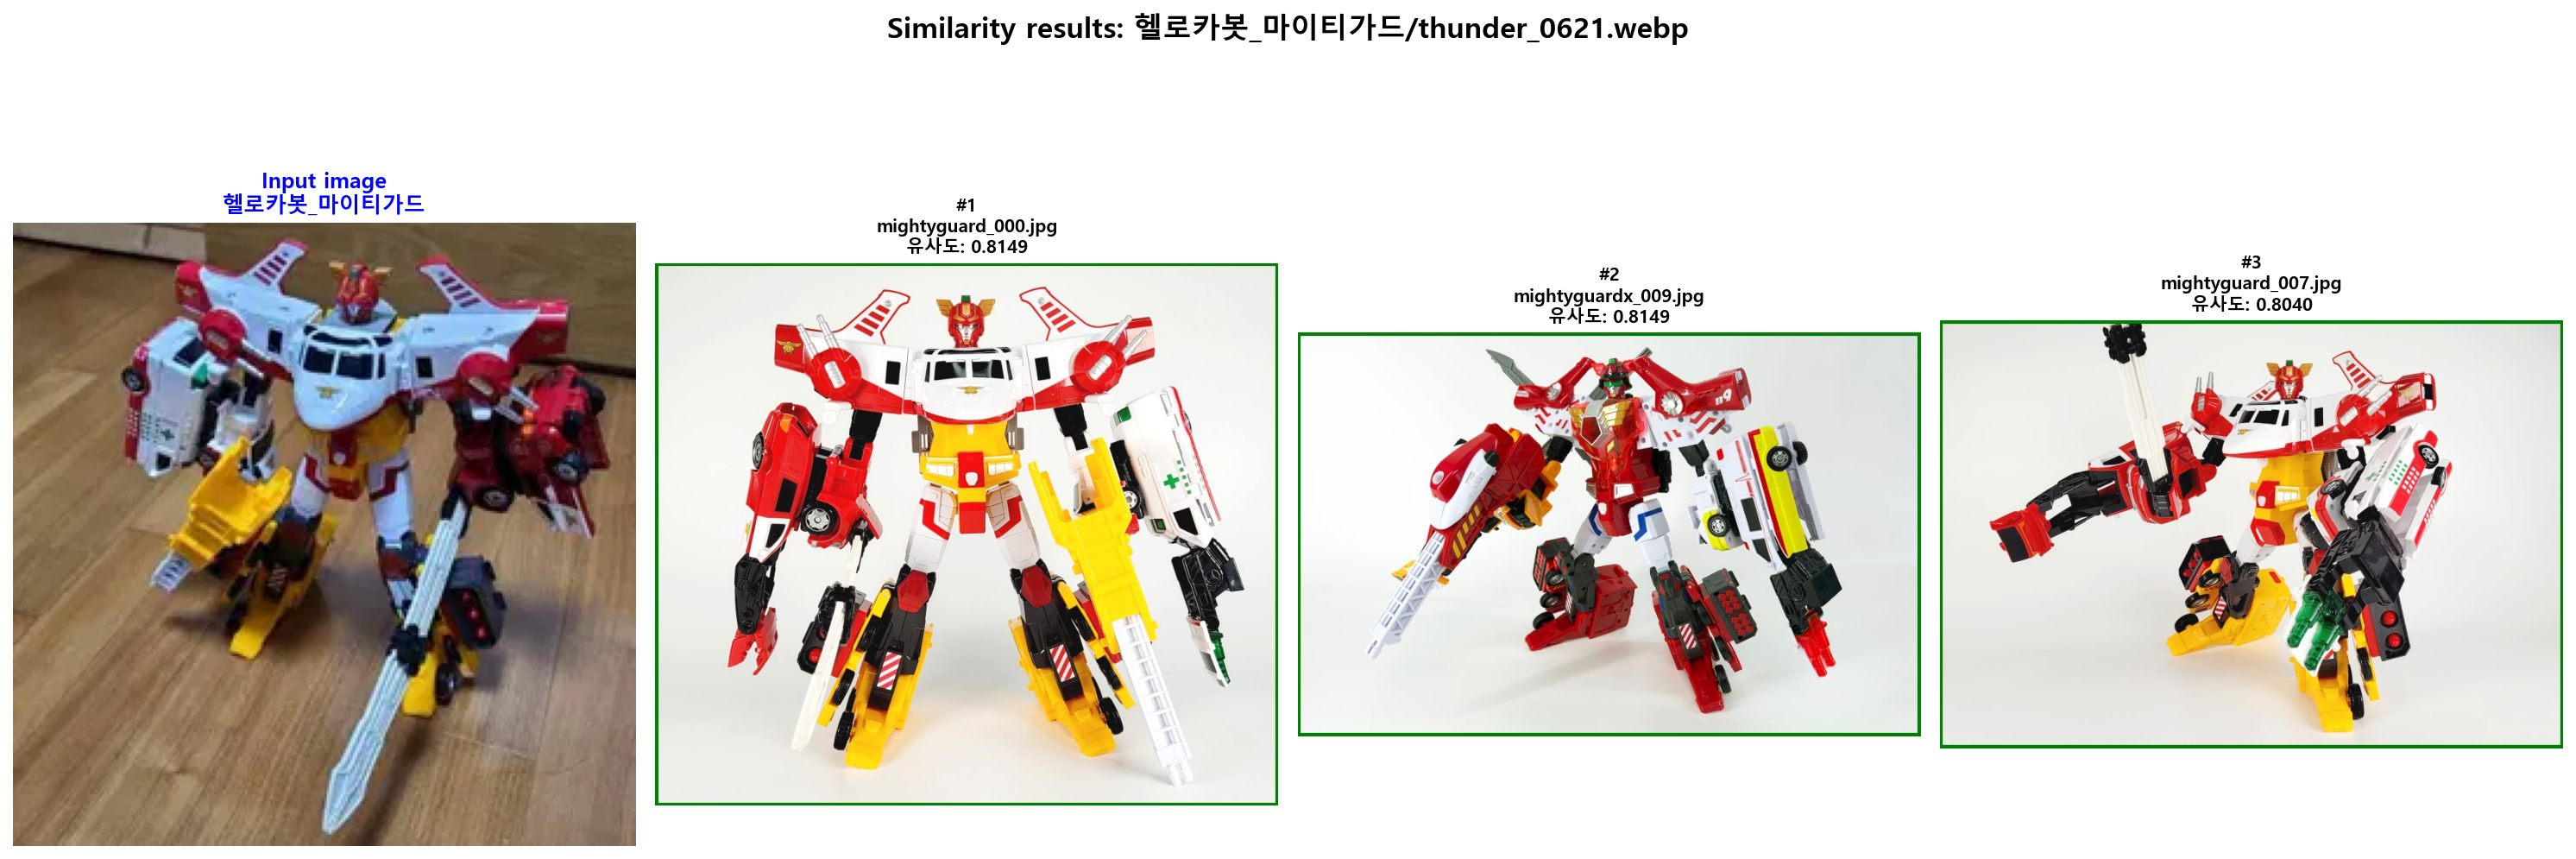 Similarity results: 헬로카봇_마이티가드/thunder_0621.webp
Input image
헬로카봇_마이티가드
#1
mightyguard_000.jpg
유사도: 0.8149
#2
mightyguardx_009.jpg
유사도: 0.8149
#3
mightyguard_007.jpg
유사도: 0.8040